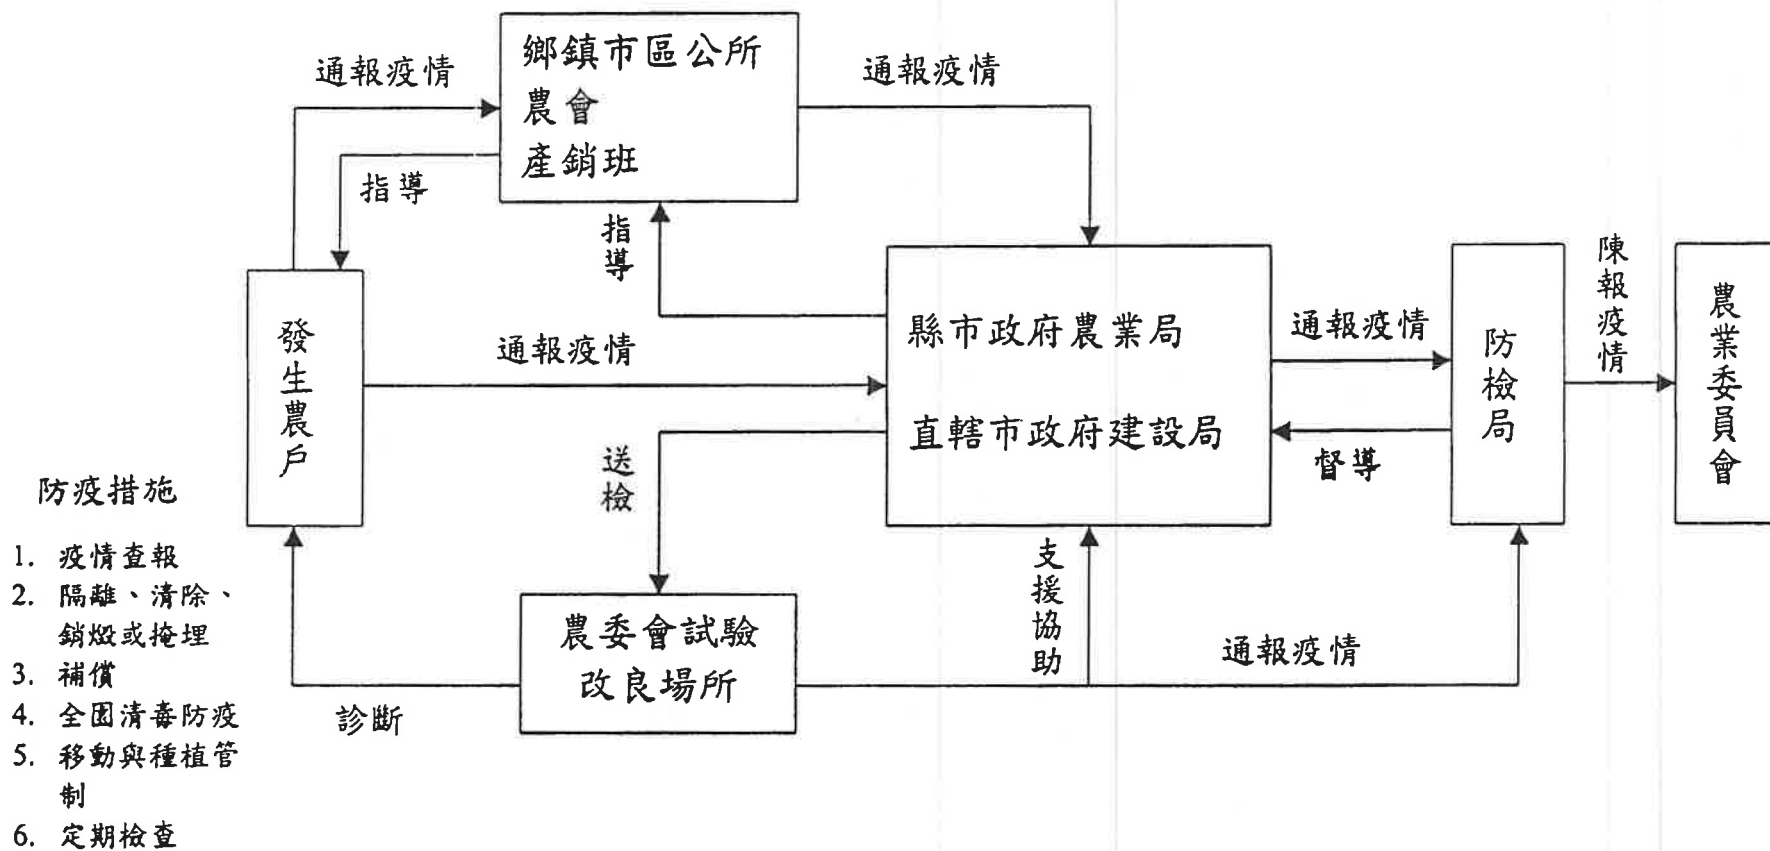 通報疫情
鄉鎮市區公所
農會
產銷班
通報疫情
指導
指導
發生農戶
通報疫情
縣市政府農業局
直轄市政府建設局
通報疫情
督導
防檢局
陳報疫情
農業委員會
送檢
支援協助
農委會試驗
改良場所
診斷
通報疫情
防疫措施
1. 疫情查報
2. 隔離、清除、
銷燬或掩埋
3. 補償
4. 全園清毒防疫
5. 移動與種植管
制
6. 定期檢查